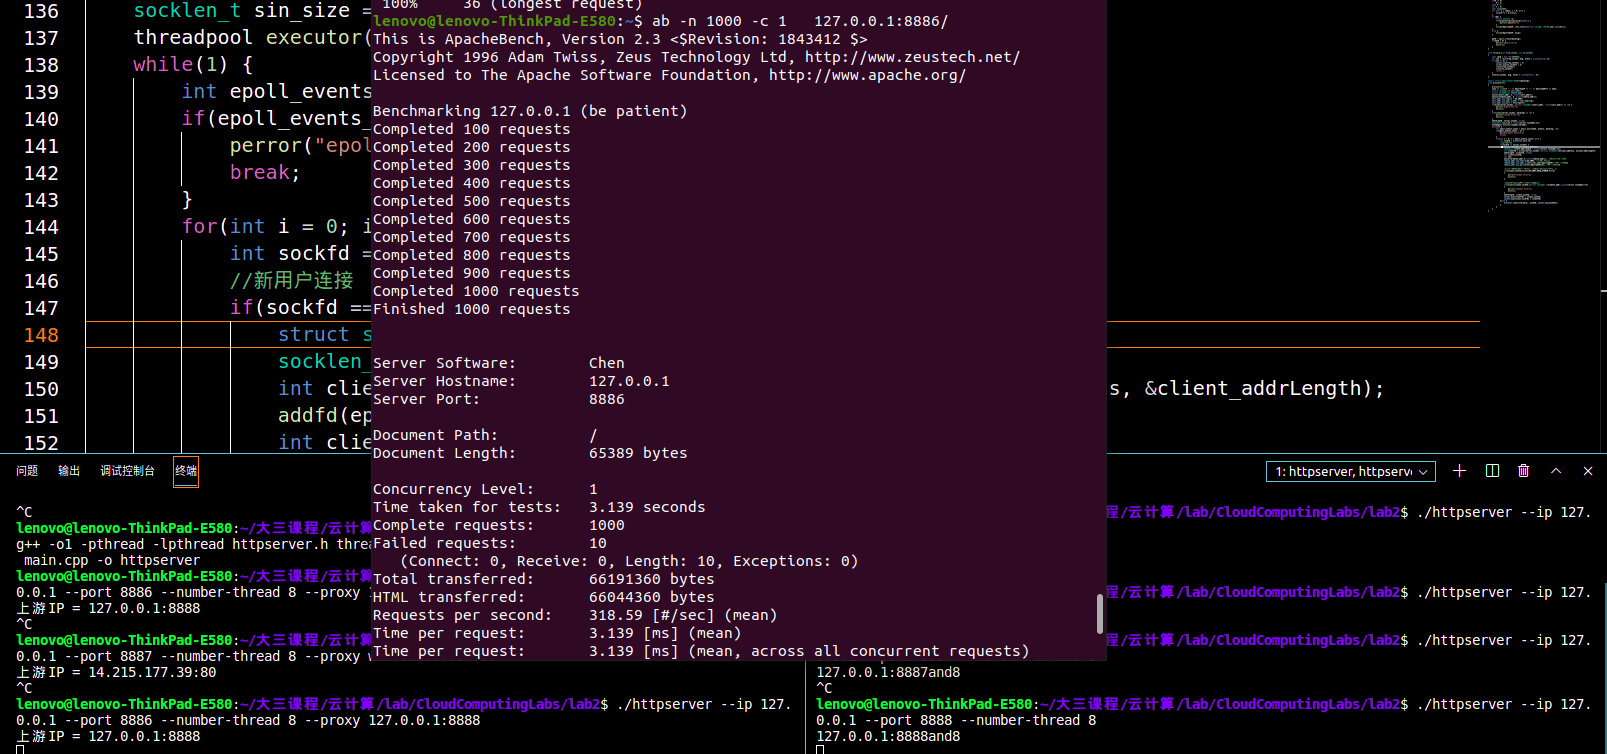 136 socklen_t sin_size =
137 threadpool executor(
138 while(1) {
139 int epoll_events
140 if(epoll_events_
141 perror("epol
142 break;
143 }
144 for(int i = 0; i
145 int sockfd =
146 //新用户连接
147 if(sockfd ==
148 struct s
149 socklen_
150 int clie s, &client_addrLength);
151 addfd(ep
152 int clie
100% 36 (longest request)
lenovo@lenovo-ThinkPad-E580:~$ ab -n 1000 -c 1 127.0.0.1:8886/
This is ApacheBench, Version 2.3 <$Revision: 1843412 $>
Copyright 1996 Adam Twiss, Zeus Technology Ltd, http://www.zeustech.net/
Licensed to The Apache Software Foundation, http://www.apache.org/
Benchmarking 127.0.0.1 (be patient)
Completed 100 requests
Completed 200 requests
Completed 300 requests
Completed 400 requests
Completed 500 requests
Completed 600 requests
Completed 700 requests
Completed 800 requests
Completed 900 requests
Completed 1000 requests
Finished 1000 requests
Server Software: Chen
Server Hostname: 127.0.0.1
Server Port: 8886
Document Path: /
Document Length: 65389 bytes
Concurrency Level: 1
Time taken for tests: 3.139 seconds
Complete requests: 1000
Failed requests: 10
(Connect: 0, Receive: 0, Length: 10, Exceptions: 0)
Total transferred: 66191360 bytes
HTML transferred: 66044360 bytes
Requests per second: 318.59 [#/sec] (mean)
Time per request: 3.139 [ms] (mean)
Time per request: 3.139 [ms] (mean, across all concurrent requests)
问题 输出 调试控制台 终端
1: httpserver, httpserv
^C
lenovo@lenovo-ThinkPad-E580:~/大三课程/云计算
g++ -o1 -pthread -lpthread httpserver.h thre
main.cpp -o httpserver
lenovo@lenovo-ThinkPad-E580:~/大三课程/云计算
0.0.1 --port 8886 --number-thread 8 --proxy 1
上游IP = 127.0.0.1:8888
^C
lenovo@lenovo-ThinkPad-E580:~/大三课程/云计算
0.0.1 --port 8887 --number-thread 8 --proxy w
上游IP = 14.215.177.39:80
^C
lenovo@lenovo-ThinkPad-E580:~/大三课程/云计算/lab/CloudComputingLabs/lab2$ ./httpserver --ip 127.
0.0.1 --port 8886 --number-thread 8 --proxy 127.0.0.1:8888
上游IP = 127.0.0.1:8888
程/云计算/lab/CloudComputingLabs/lab2$ ./httpserver --ip 127.
程/云计算/lab/CloudComputingLabs/lab2$ ./httpserver --ip 127.
程/云计算/lab/CloudComputingLabs/lab2$ ./httpserver --ip 127.
127.0.0.1:8887and8
^C
lenovo@lenovo-ThinkPad-E580:~/大三课程/云计算/lab/CloudComputingLabs/lab2$ ./httpserver --ip 127.
0.0.1 --port 8888 --number-thread 8
127.0.0.1:8888and8